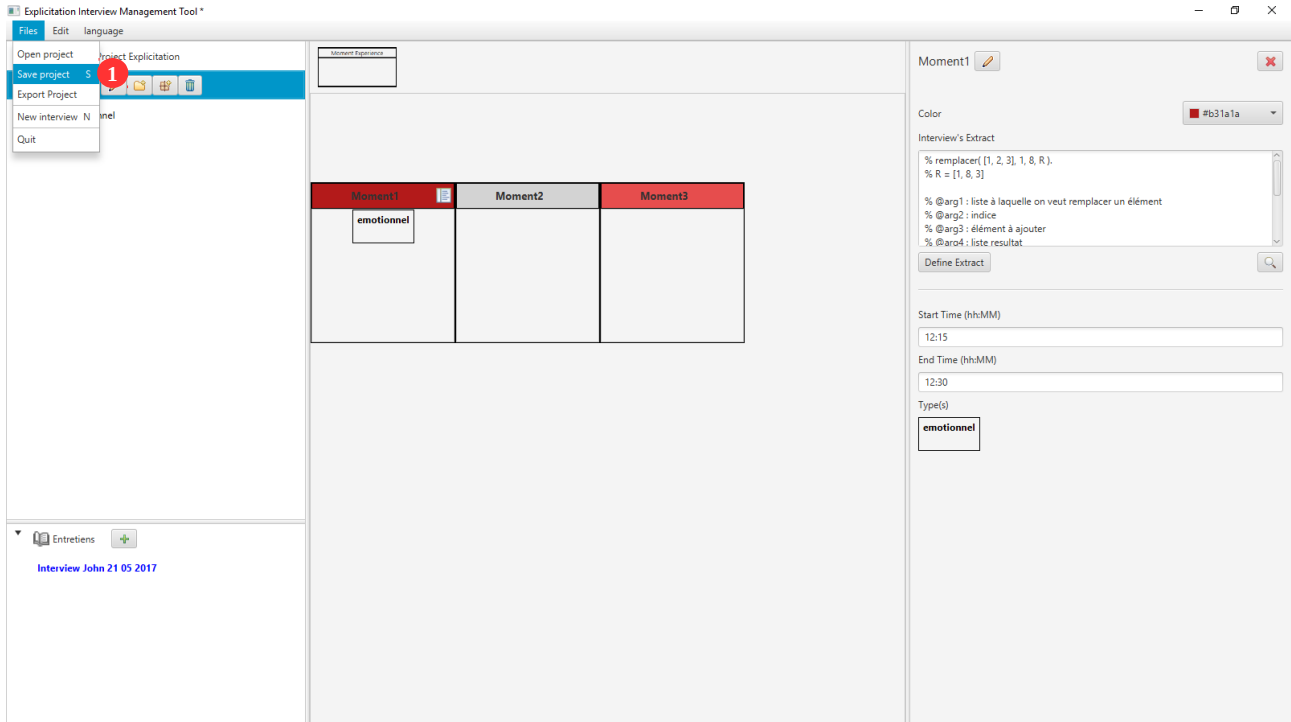 Explicitation Interview Management Tool *
Files Edit language
Open project
Save project S
1
Export Project
New interview N
Quit
Project Explicitation
nnel
Entretiens
Interview John 21 05 2017
Moment Experience
Moment1 Moment2 Moment3
emotionnel
Moment1
Color #b31a1a
Interview's Extract
% remplacer( [1, 2, 3], 1, 8, R ).
% R = [1, 8, 3]
% @arg1 : liste à laquelle on veut remplacer un élément
% @arg2 : indice
% @arg3 : élément à ajouter
% @arg4 : liste resultat
Define Extract
Start Time (hh:MM)
12:15
End Time (hh:MM)
12:30
Type(s)
emotionnel